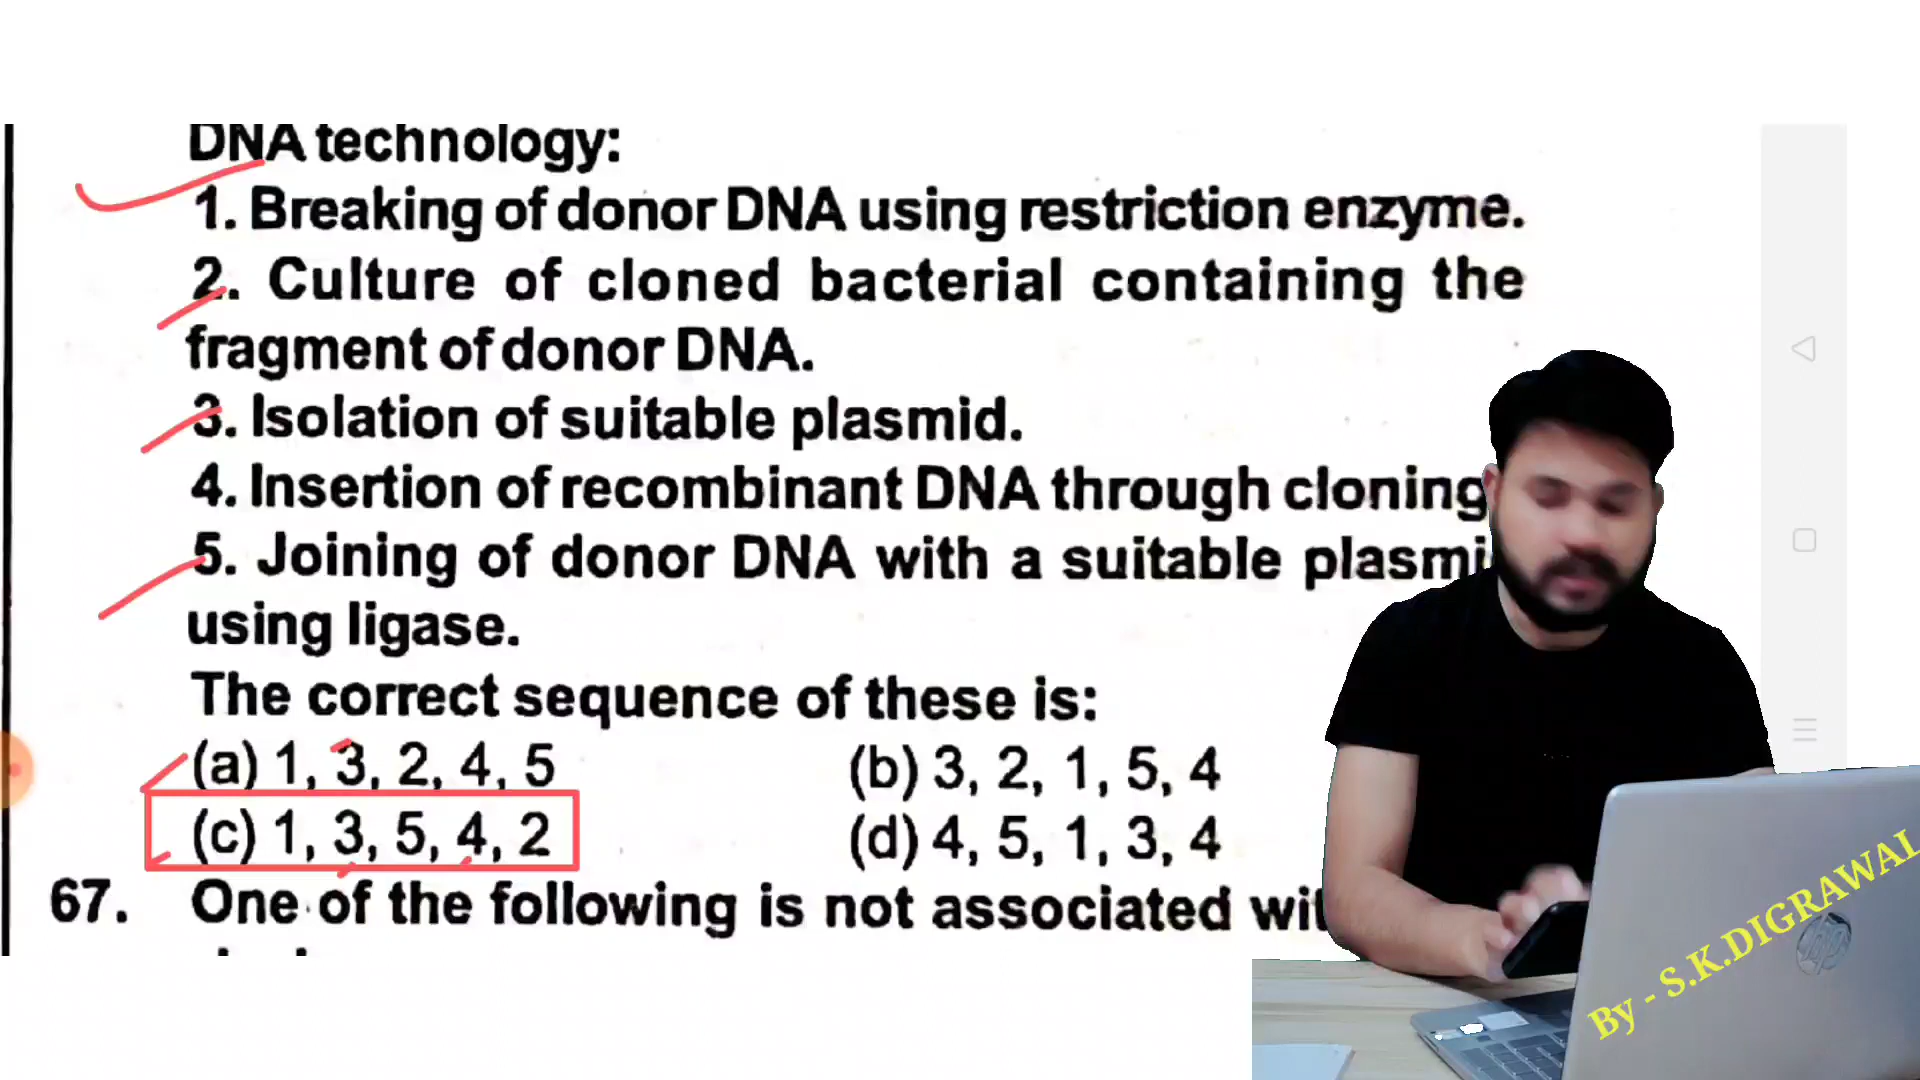 DNA technology:
1. Breaking of donor DNA using restriction enzyme.
2. Culture of cloned bacterial containing the
fragment of donor DNA.
3. Isolation of suitable plasmid.
4. Insertion of recombinant DNA through cloning
5. Joining of donor DNA with a suitable
using ligase.
The correct sequence of these is:
(a) 1, 3, 2, 4, 5 (b) 3, 2, 1, 5, 4
(c) 1, 3, 5, 4, 2 (d) 4, 5, 1, 3, 4
67. One of the following is not associated
By - S.K.DIGRAWAL
hp